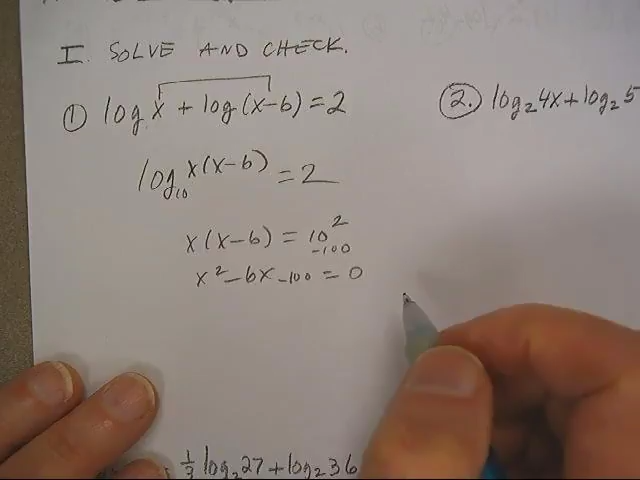 I. SOLVE AND CHECK.
① log x + log (x-6) = 2
② log₂4x + log₂5
log₁₀ x(x-6) = 2
x(x-6) = 10²
-100
x² - 6x - 100 = 0
⅓ log₂27 + log₂36